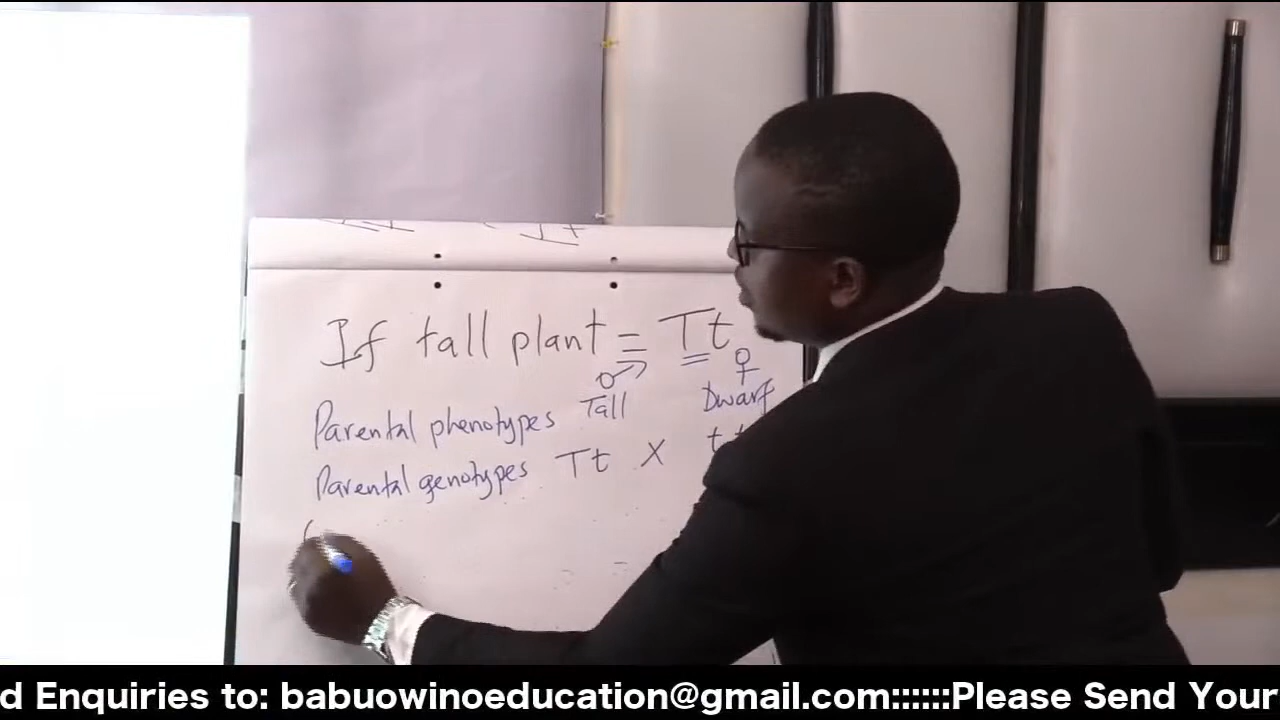 If tall plant = Tt
♂ ♀
Parental phenotypes Tall Dwarf
Parental genotypes Tt X t
d Enquiries to: babuowinoeducation@gmail.com::::::Please Send Your